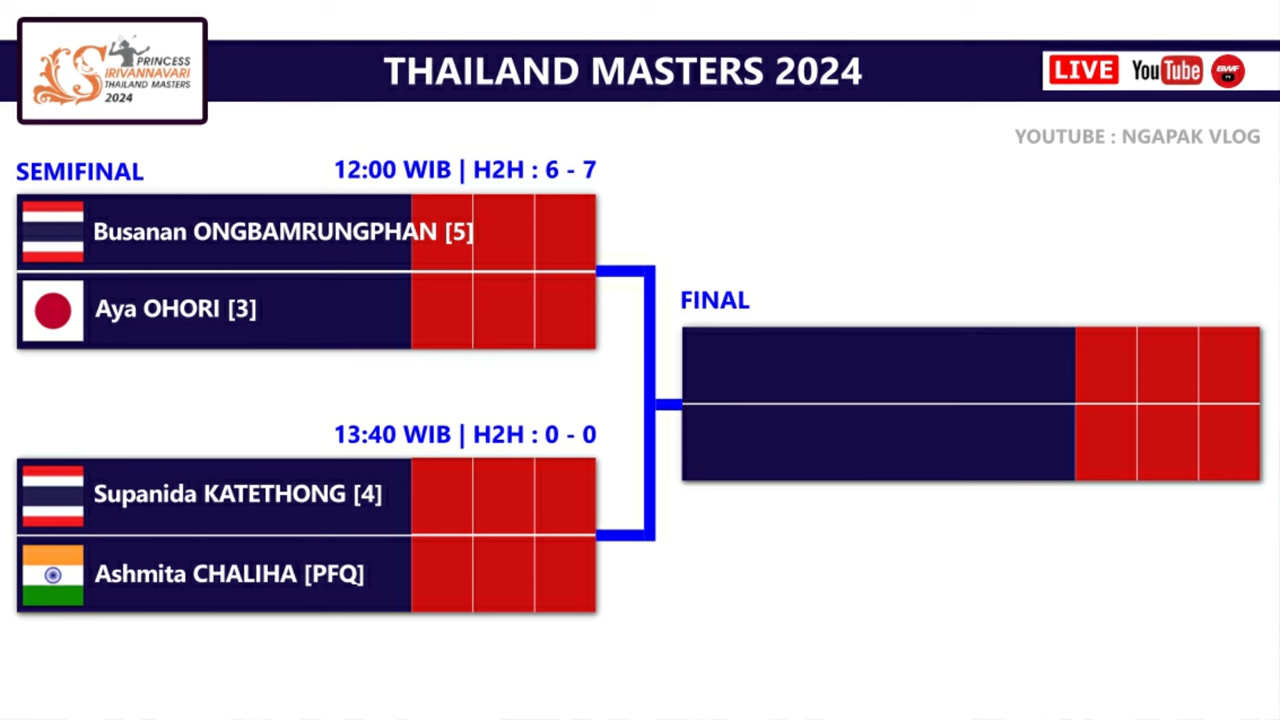 PRINCESS
SIRIVANNAVARI
THAILAND MASTERS
2024
THAILAND MASTERS 2024
LIVE YouTube BWF
YOUTUBE : NGAPAK VLOG
SEMIFINAL 12:00 WIB | H2H : 6 - 7
Busanan ONGBAMRUNGPHAN [5]
Aya OHORI [3]
FINAL
13:40 WIB | H2H : 0 - 0
Supanida KATETHONG [4]
Ashmita CHALIHA [PFQ]